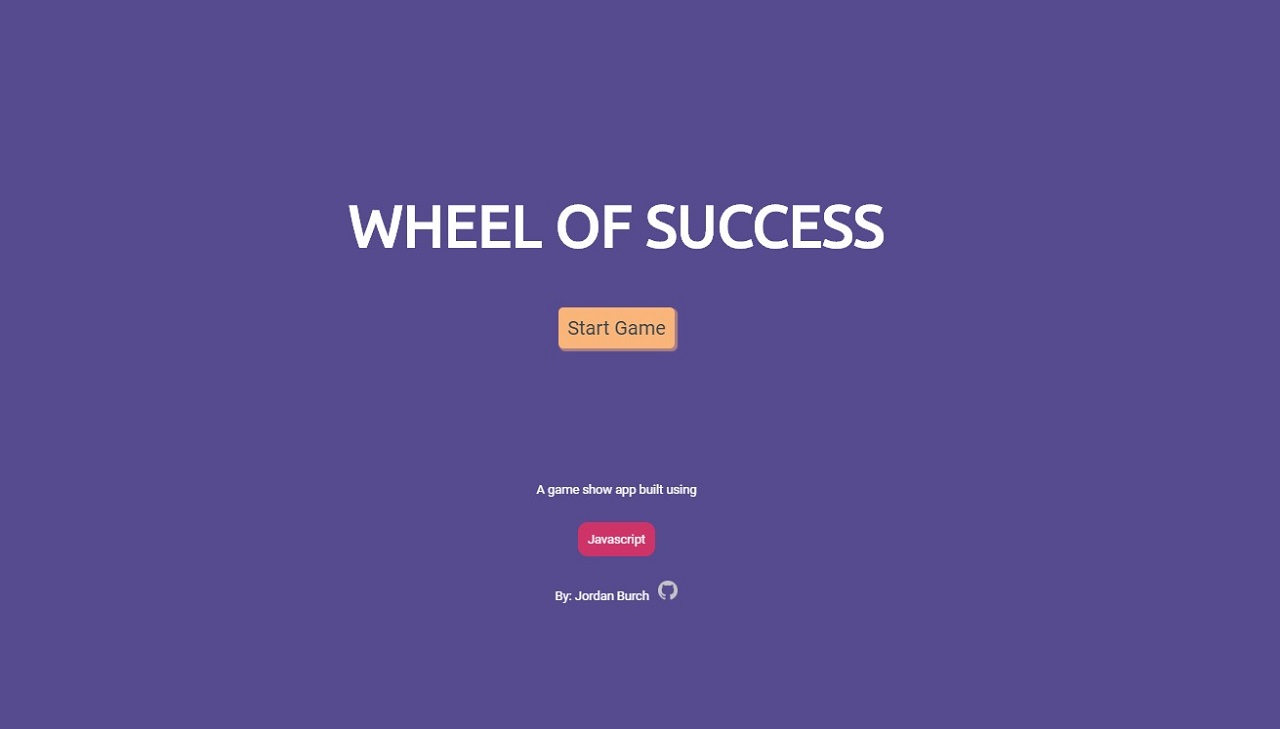 WHEEL OF SUCCESS
Start Game
A game show app built using
Javascript
By: Jordan Burch